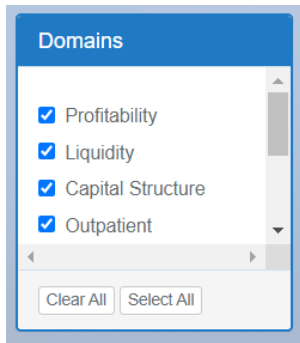 Domains
Profitability
Liquidity
Capital Structure
Outpatient
Clear All Select All